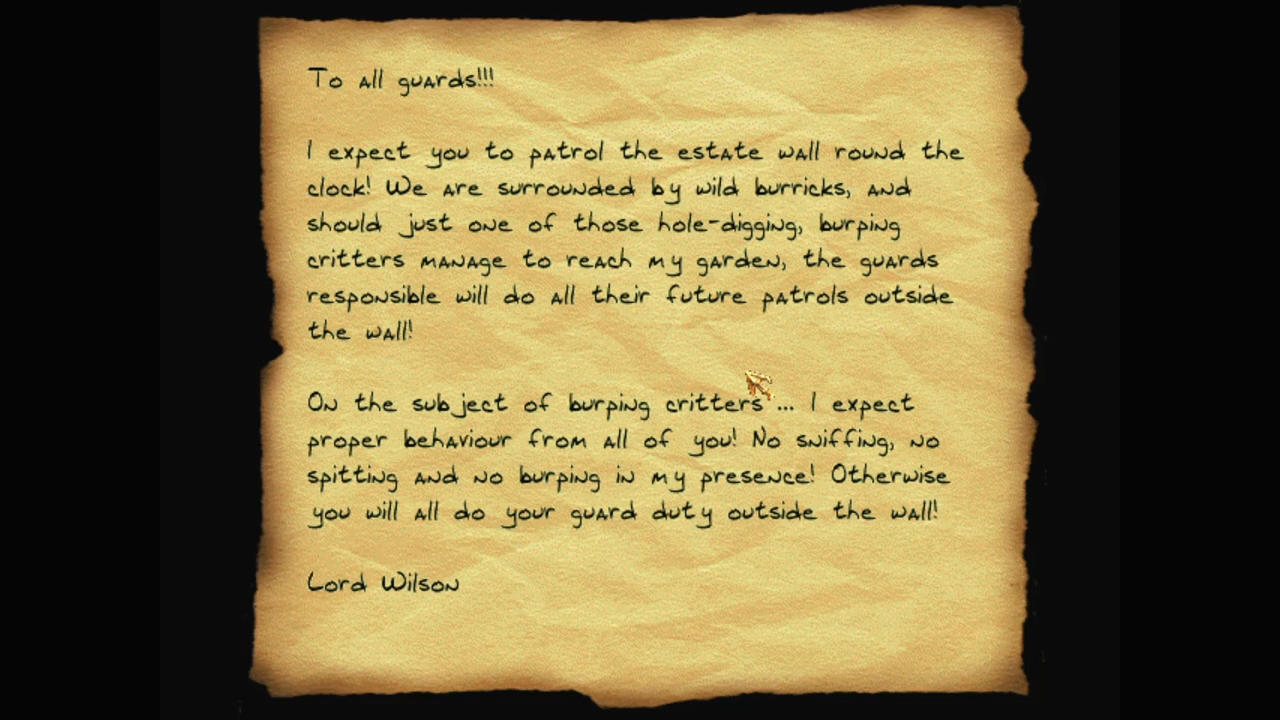 To all guards!!!
I expect you to patrol the estate wall round the
clock! We are surrounded by wild burricks, and
should just one of those hole-digging, burping
critters manage to reach my garden, the guards
responsible will do all their future patrols outside
the wall!
On the subject of burping critters ... I expect
proper behaviour from all of you! No sniffing, no
spitting and no burping in my presence! Otherwise
you will all do your guard duty outside the wall!
Lord Wilson